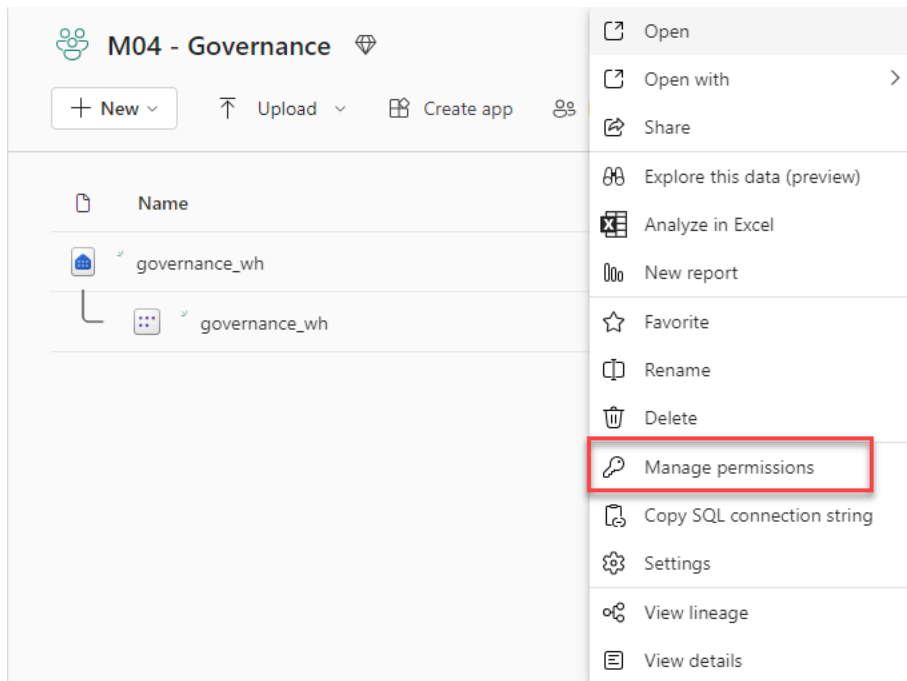 M04 - Governance
New
Upload
Create app
Name
governance_wh
governance_wh
Open
Open with
Share
Explore this data (preview)
Analyze in Excel
New report
Favorite
Rename
Delete
Manage permissions
Copy SQL connection string
Settings
View lineage
View details